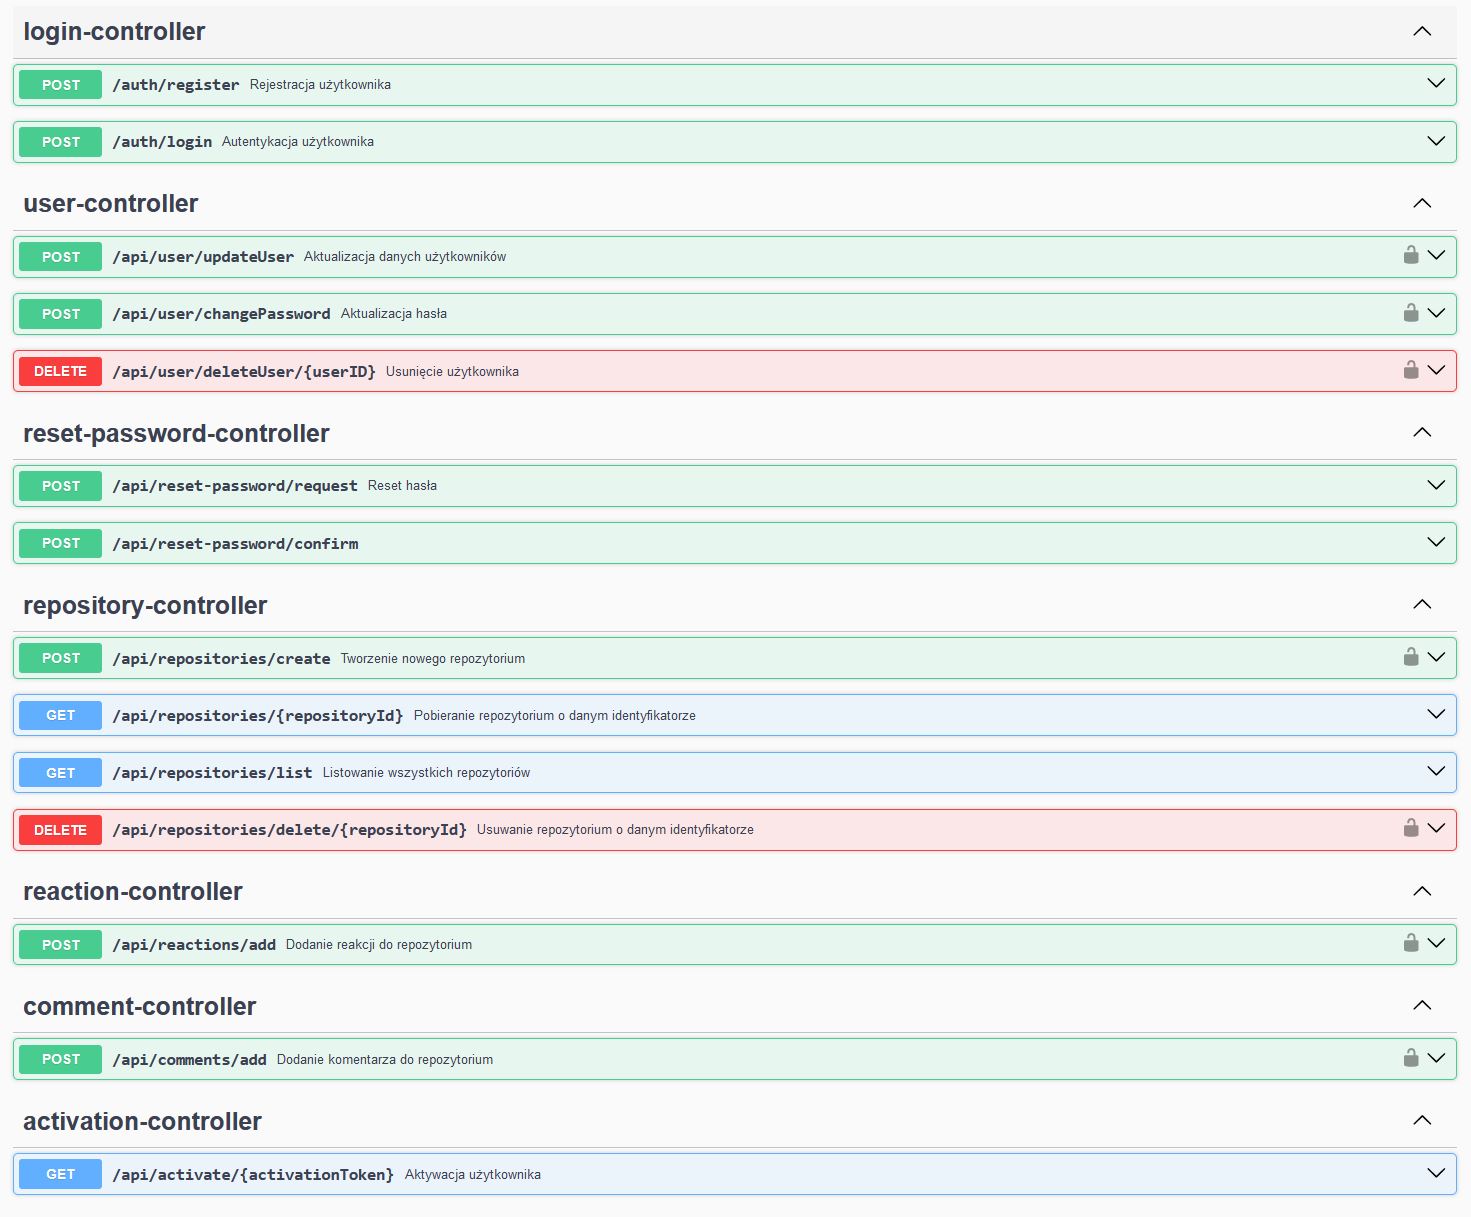 login-controller
POST /auth/register Rejestracja użytkownika
POST /auth/login Autentykacja użytkownika
user-controller
POST /api/user/updateUser Aktualizacja danych użytkowników
POST /api/user/changePassword Aktualizacja hasła
DELETE /api/user/deleteUser/{userID} Usunięcie użytkownika
reset-password-controller
POST /api/reset-password/request Reset hasła
POST /api/reset-password/confirm
repository-controller
POST /api/repositories/create Tworzenie nowego repozytorium
GET /api/repositories/{repositoryId} Pobieranie repozytorium o danym identyfikatorze
GET /api/repositories/list Listowanie wszystkich repozytoriów
DELETE /api/repositories/delete/{repositoryId} Usuwanie repozytorium o danym identyfikatorze
reaction-controller
POST /api/reactions/add Dodanie reakcji do repozytorium
comment-controller
POST /api/comments/add Dodanie komentarza do repozytorium
activation-controller
GET /api/activate/{activationToken} Aktywacja użytkownika